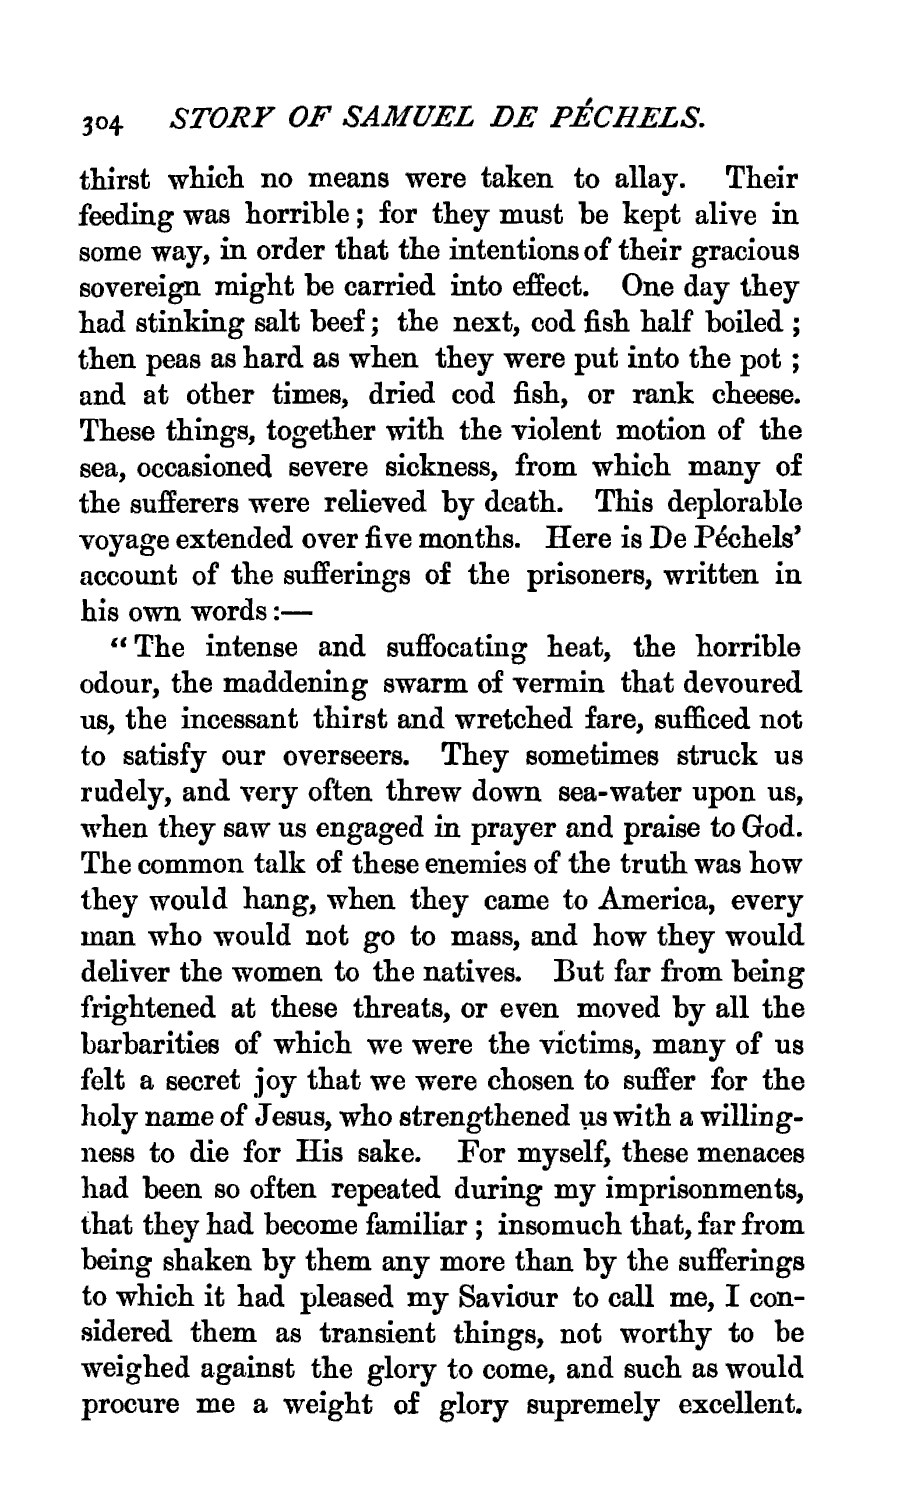 304 STORY OF SAMUEL DE PÉCHELS.
thirst which no means were taken to allay. Their
feeding was horrible; for they must be kept alive in
some way, in order that the intentions of their gracious
sovereign might be carried into effect. One day they
had stinking salt beef; the next, cod fish half boiled;
then peas as hard as when they were put into the pot;
and at other times, dried cod fish, or rank cheese.
These things, together with the violent motion of the
sea, occasioned severe sickness, from which many of
the sufferers were relieved by death. This deplorable
voyage extended over five months. Here is De Péchels'
account of the sufferings of the prisoners, written in
his own words:—
"The intense and suffocating heat, the horrible
odour, the maddening swarm of vermin that devoured
us, the incessant thirst and wretched fare, sufficed not
to satisfy our overseers. They sometimes struck us
rudely, and very often threw down sea-water upon us,
when they saw us engaged in prayer and praise to God.
The common talk of these enemies of the truth was how
they would hang, when they came to America, every
man who would not go to mass, and how they would
deliver the women to the natives. But far from being
frightened at these threats, or even moved by all the
barbarities of which we were the victims, many of us
felt a secret joy that we were chosen to suffer for the
holy name of Jesus, who strengthened us with a willing-
ness to die for His sake. For myself, these menaces
had been so often repeated during my imprisonments,
that they had become familiar; insomuch that, far from
being shaken by them any more than by the sufferings
to which it had pleased my Saviour to call me, I con-
sidered them as transient things, not worthy to be
weighed against the glory to come, and such as would
procure me a weight of glory supremely excellent.